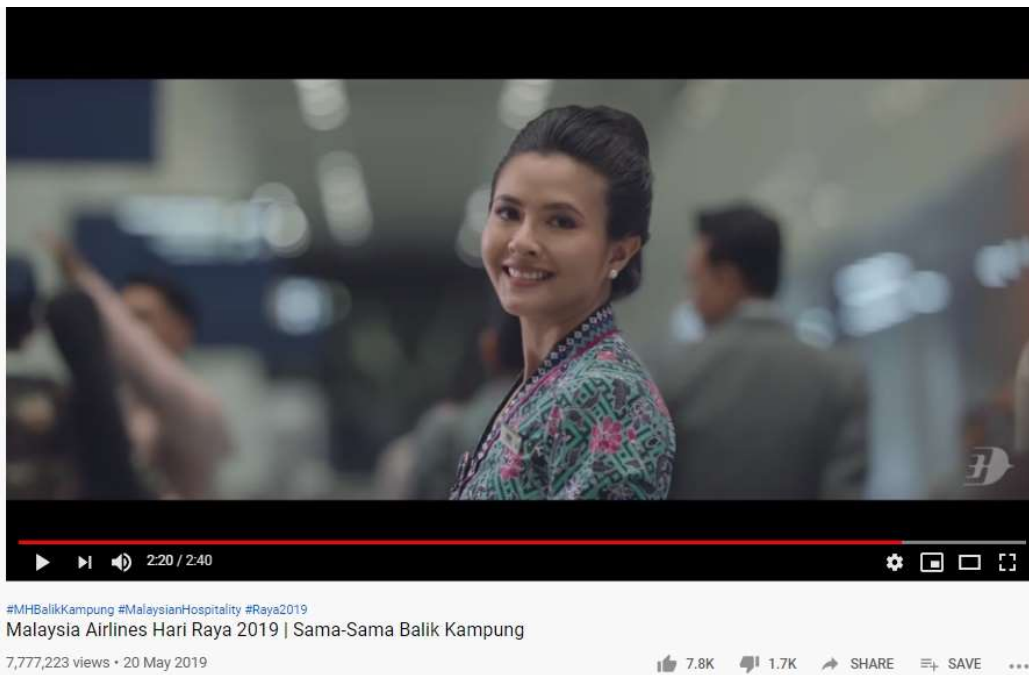 2:20 / 2:40
#MHBalikKampung #MalaysianHospitality #Raya2019
Malaysia Airlines Hari Raya 2019 | Sama-Sama Balik Kampung
7,777,223 views • 20 May 2019 7.8K 1.7K SHARE SAVE